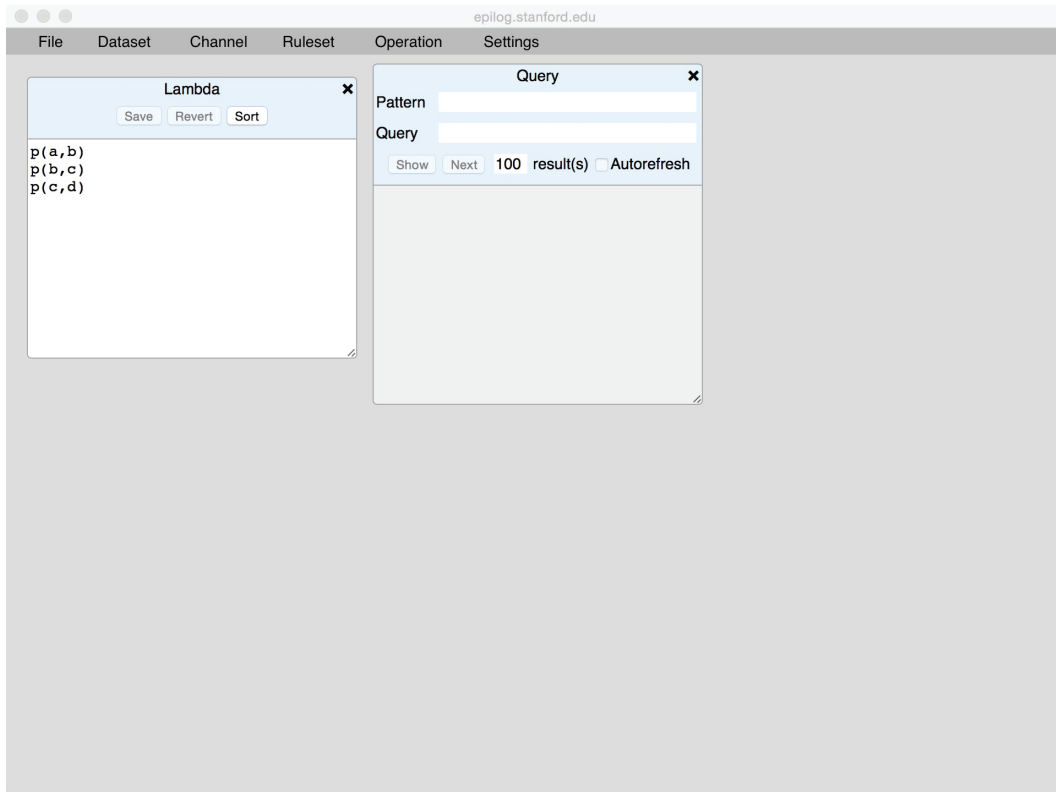 epilog.stanford.edu
File Dataset Channel Ruleset Operation Settings
Lambda ✖
Save Revert Sort
p(a,b)
p(b,c)
p(c,d)
Query ✖
Pattern
Query
Show Next 100 result(s) Autorefresh